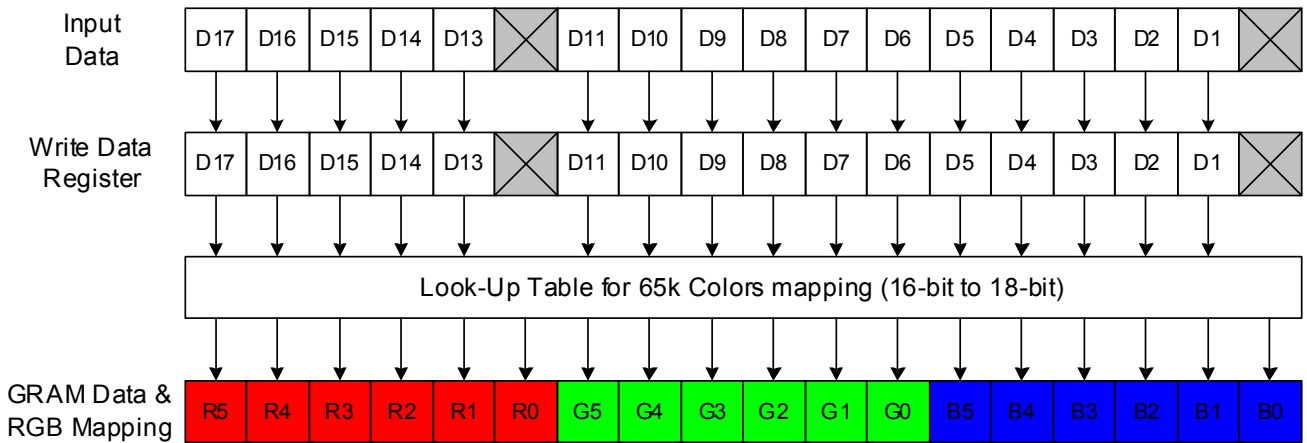 Input
Data
D17 D16 D15 D14 D13 D11 D10 D9 D8 D7 D6 D5 D4 D3 D2 D1
Write Data
Register
D17 D16 D15 D14 D13 D11 D10 D9 D8 D7 D6 D5 D4 D3 D2 D1
Look-Up Table for 65k Colors mapping (16-bit to 18-bit)
GRAM Data &
RGB Mapping
R5 R4 R3 R2 R1 R0 G5 G4 G3 G2 G1 G0 B5 B4 B3 B2 B1 B0